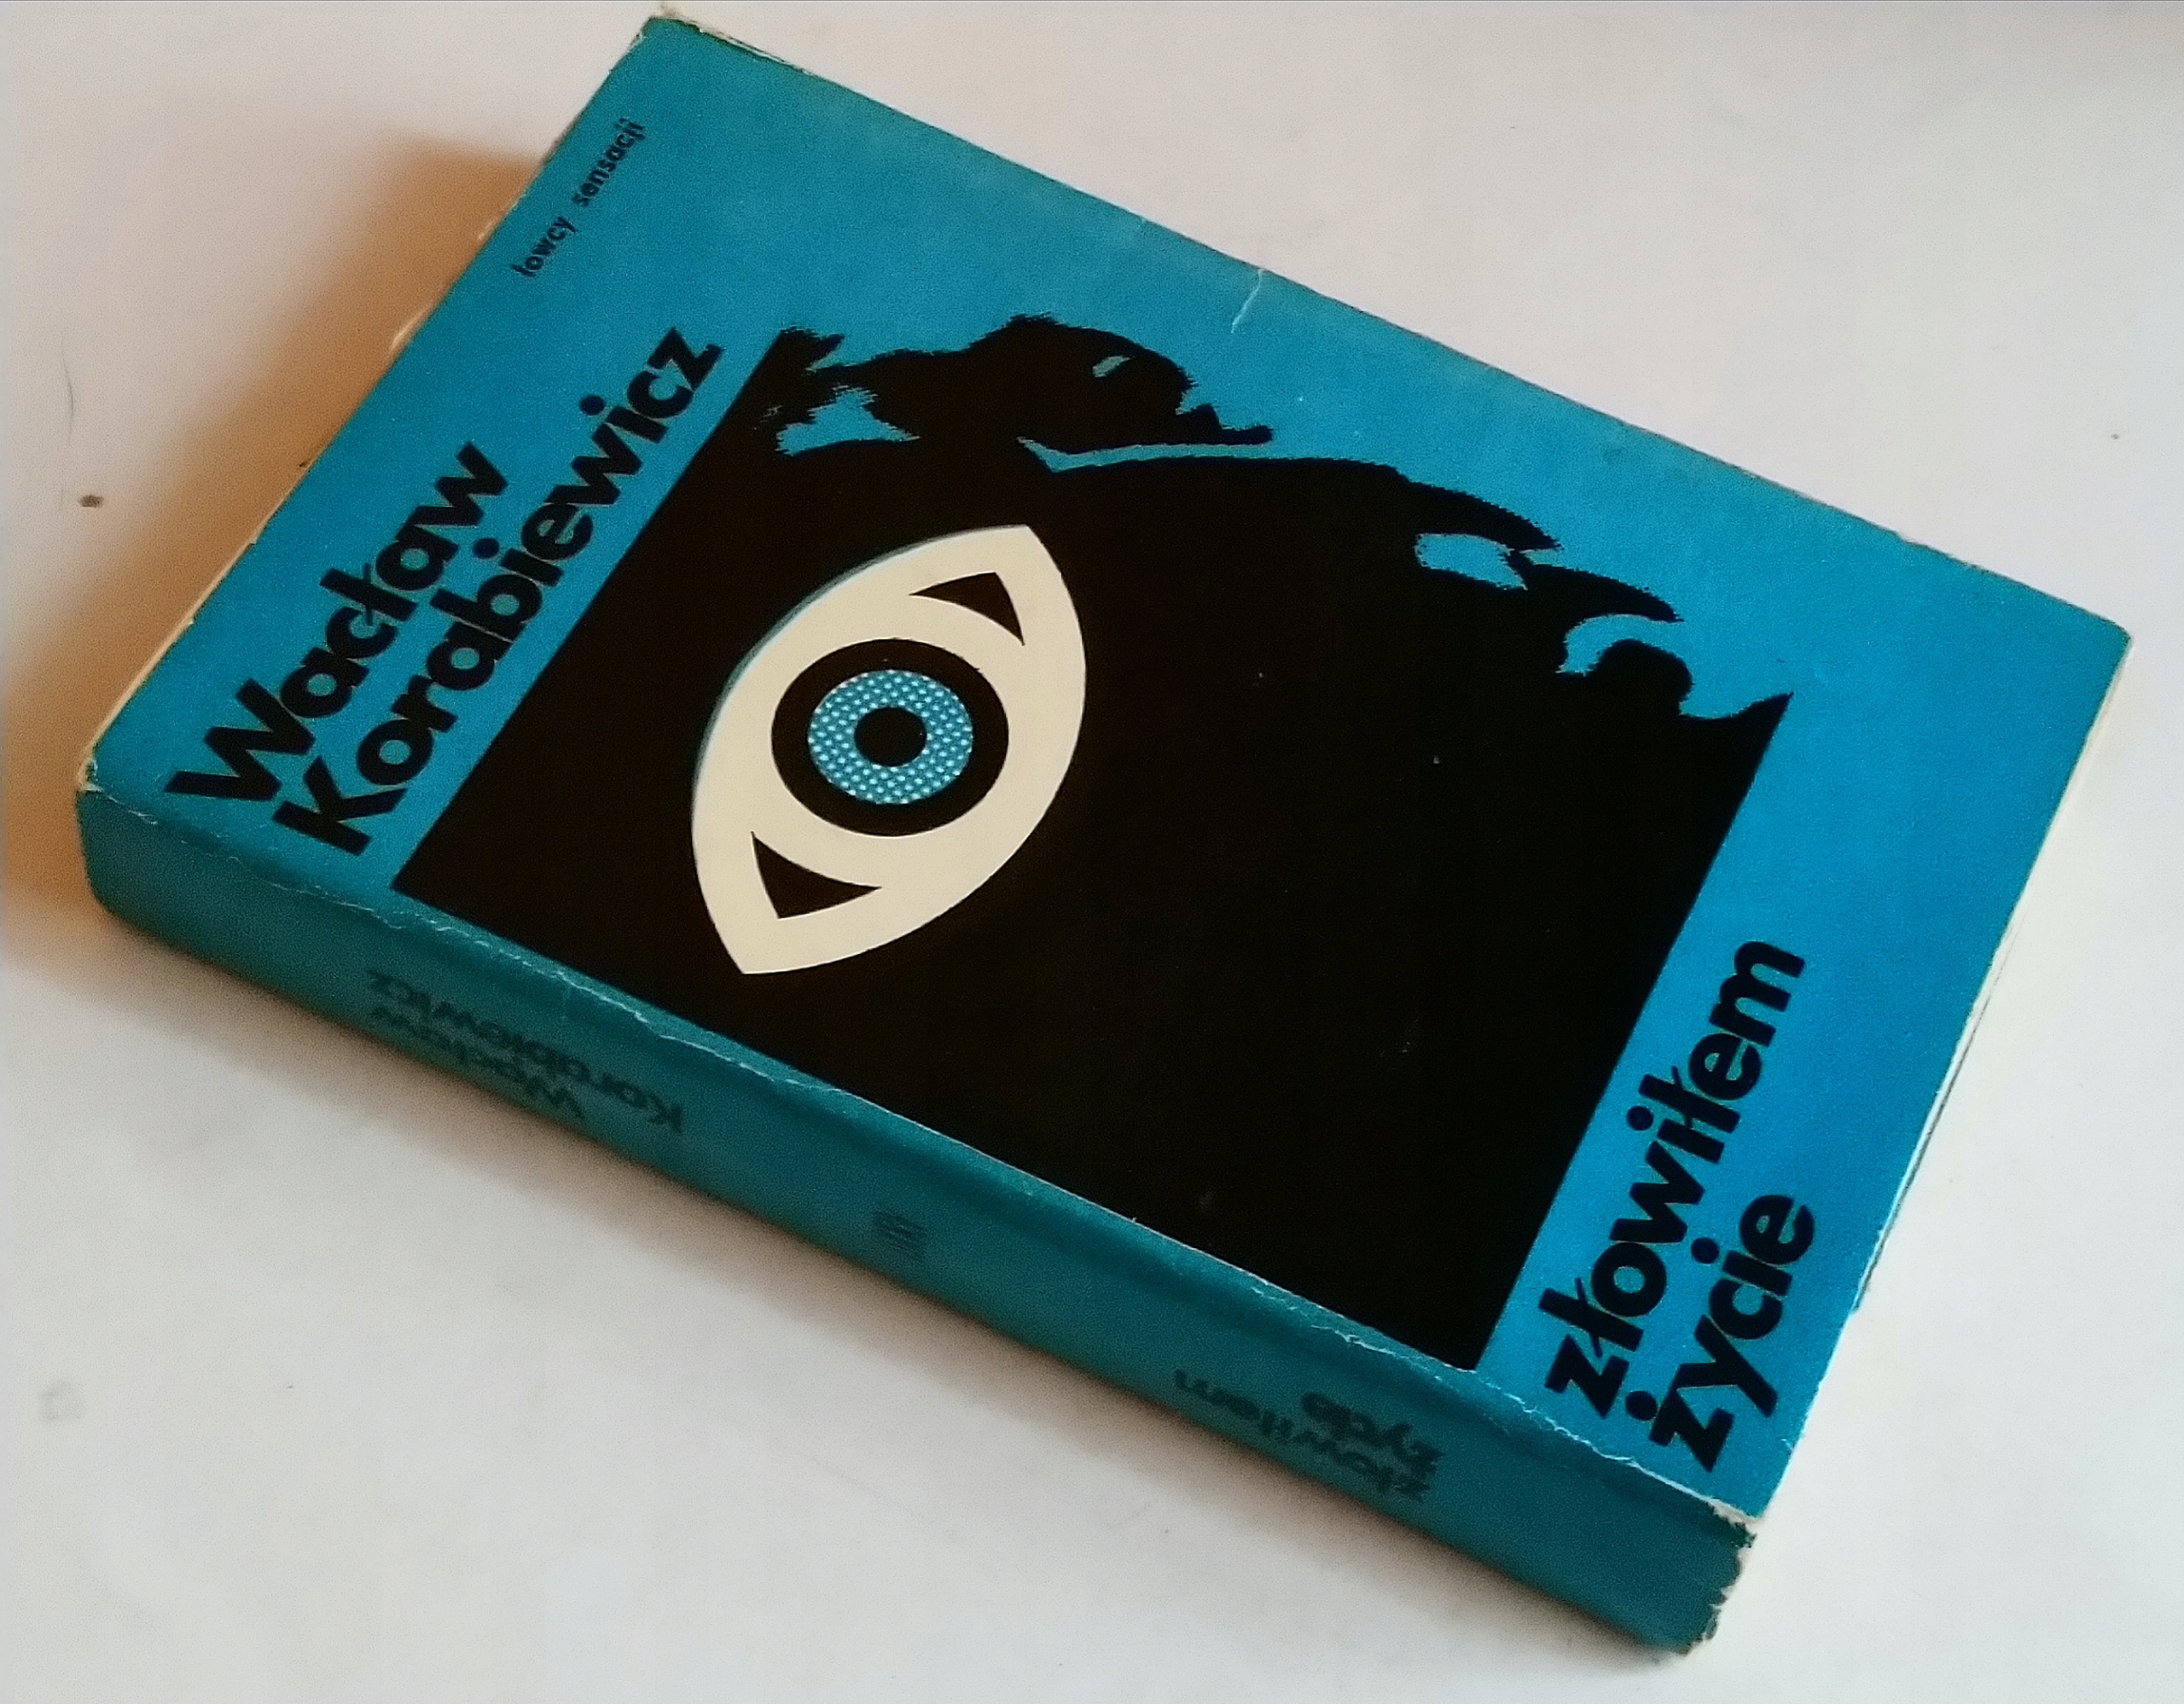 łowcy sensacji
Wacław
Korabiewicz
złowiłem
życie
Wacław
Korabiewicz
złowiłem
życie